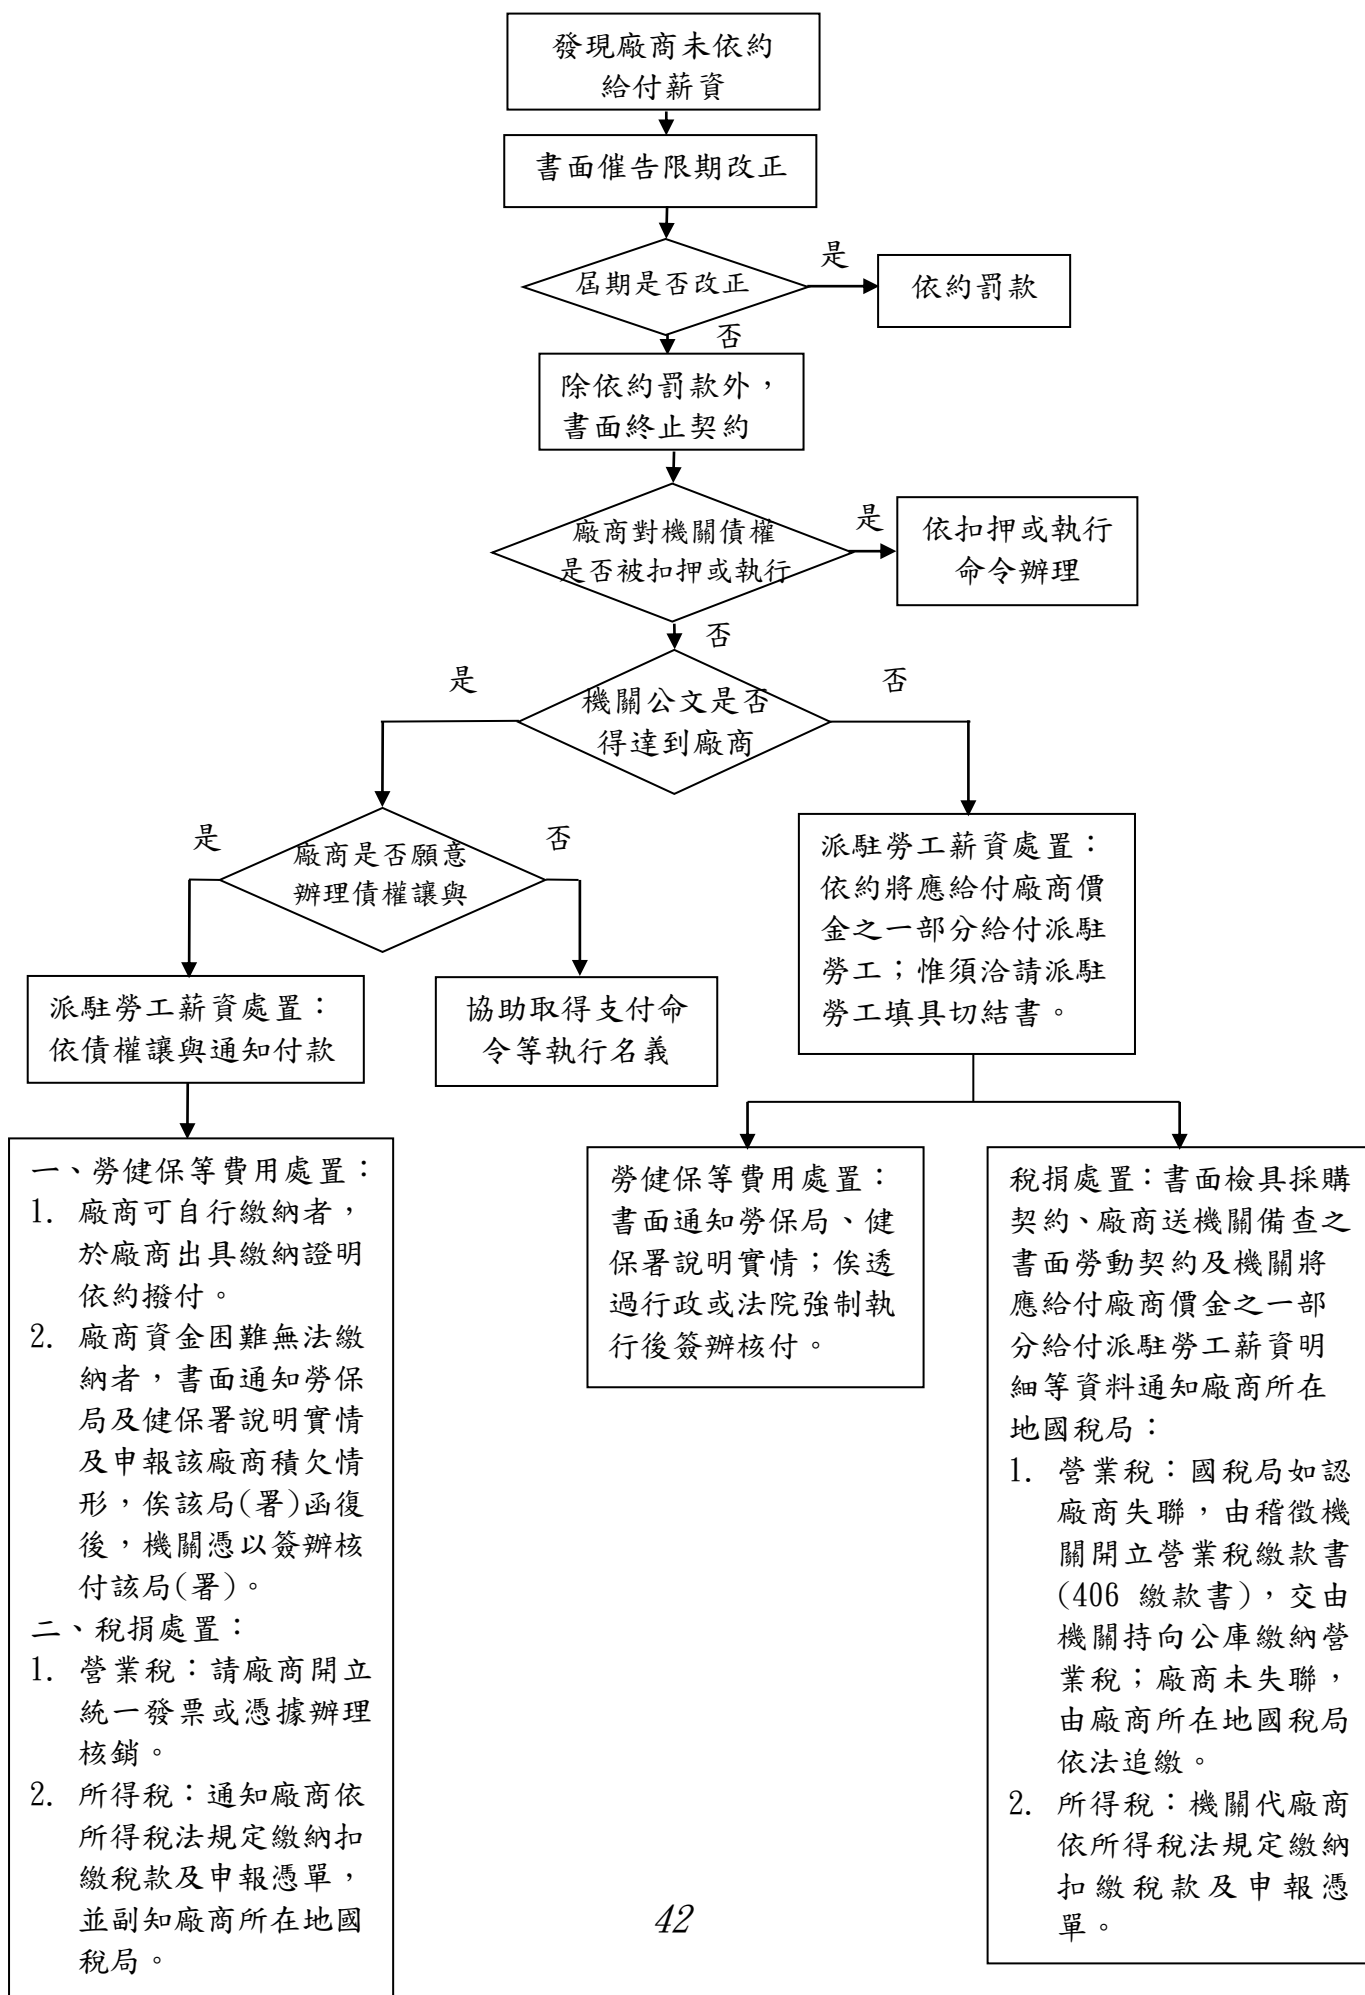 發現廠商未依約
給付薪資
書面催告限期改正
屆期是否改正
是
依約罰款
否
除依約罰款外，
書面終止契約
廠商對機關債權
是否被扣押或執行
是
依扣押或執行
命令辦理
否
機關公文是否
得達到廠商
是
否
廠商是否願意
辦理債權讓與
是
否
派駐勞工薪資處置：
依債權讓與通知付款
協助取得支付命
令等執行名義
派駐勞工薪資處置：
依約將應給付廠商價
金之一部分給付派駐
勞工；惟須洽請派駐
勞工填具切結書。
一、勞健保等費用處置：
1. 廠商可自行繳納者，
於廠商出具繳納證明
依約撥付。
2. 廠商資金困難無法繳
納者，書面通知勞保
局及健保署說明實情
及申報該廠商積欠情
形，俟該局(署)函復
後，機關憑以簽辦核
付該局(署)。
二、稅捐處置：
1. 營業稅：請廠商開立
統一發票或憑據辦理
核銷。
2. 所得稅：通知廠商依
所得稅法規定繳納扣
繳稅款及申報憑單，
並副知廠商所在地國
稅局。
勞健保等費用處置：
書面通知勞保局、健
保署說明實情；俟透
過行政或法院強制執
行後簽辦核付。
稅捐處置：書面檢具採購
契約、廠商送機關備查之
書面勞動契約及機關將
應給付廠商價金之一部
分給付派駐勞工薪資明
細等資料通知廠商所在
地國稅局：
1. 營業稅：國稅局如認
廠商失聯，由稽徵機
關開立營業稅繳款書
(406 繳款書)，交由
機關持向公庫繳納營
業稅；廠商未失聯，
由廠商所在地國稅局
依法追繳。
2. 所得稅：機關代廠商
依所得稅法規定繳納
扣繳稅款及申報憑
單。
42